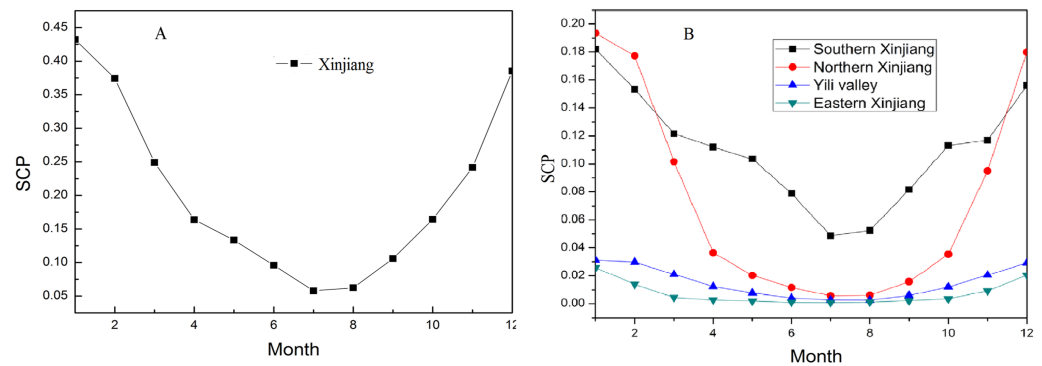 A
Xinjiang
0.45
0.40
0.35
0.30
0.25
0.20
0.15
0.10
0.05
SCP
2 4 6 8 10 12
Month
B
Southern Xinjiang
Northern Xinjiang
Yili valley
Eastern Xinjiang
0.20
0.18
0.16
0.14
0.12
0.10
0.08
0.06
0.04
0.02
0.00
SCP
2 4 6 8 10 12
Month